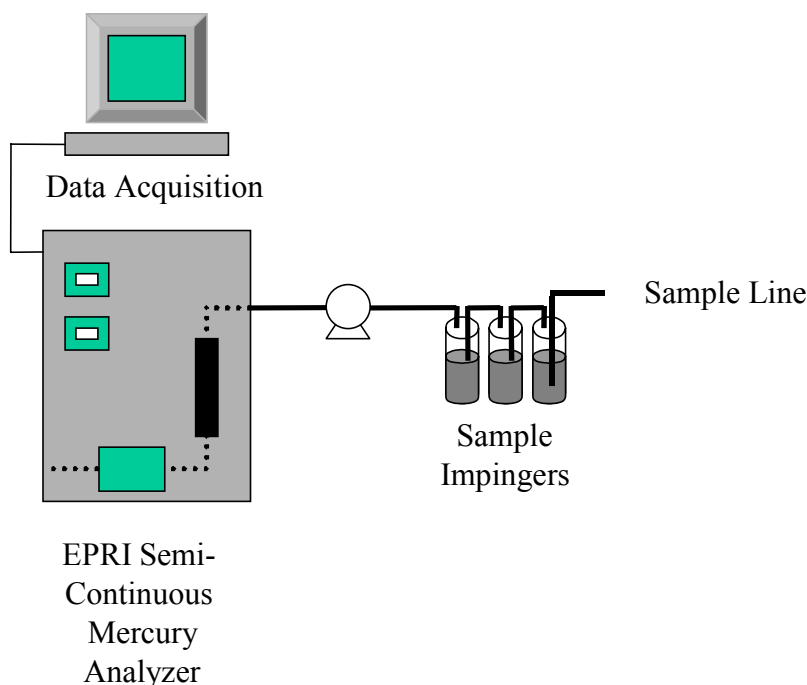 Data Acquisition
Sample Line
Sample
Impingers
EPRI Semi-
Continuous
Mercury
Analyzer